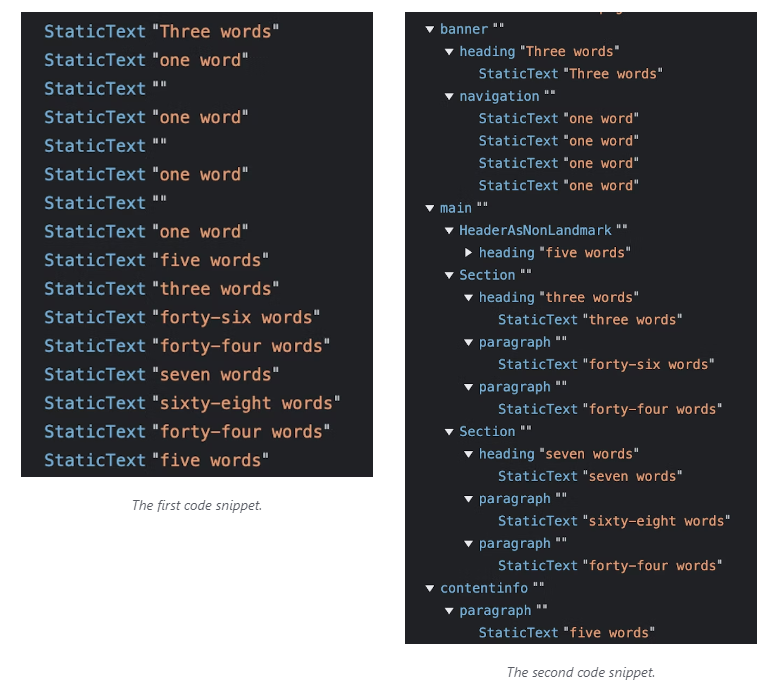 StaticText "Three words"
StaticText "one word"
StaticText ""
StaticText "one word"
StaticText ""
StaticText "one word"
StaticText ""
StaticText "one word"
StaticText "five words"
StaticText "three words"
StaticText "forty-six words"
StaticText "forty-four words"
StaticText "seven words"
StaticText "sixty-eight words"
StaticText "forty-four words"
StaticText "five words"
The first code snippet.
banner ""
heading "Three words"
StaticText "Three words"
navigation ""
StaticText "one word"
StaticText "one word"
StaticText "one word"
StaticText "one word"
main ""
HeaderAsNonLandmark ""
heading "five words"
Section ""
heading "three words"
StaticText "three words"
paragraph ""
StaticText "forty-six words"
paragraph ""
StaticText "forty-four words"
Section ""
heading "seven words"
StaticText "seven words"
paragraph ""
StaticText "sixty-eight words"
paragraph ""
StaticText "forty-four words"
contentinfo ""
paragraph ""
StaticText "five words"
The second code snippet.